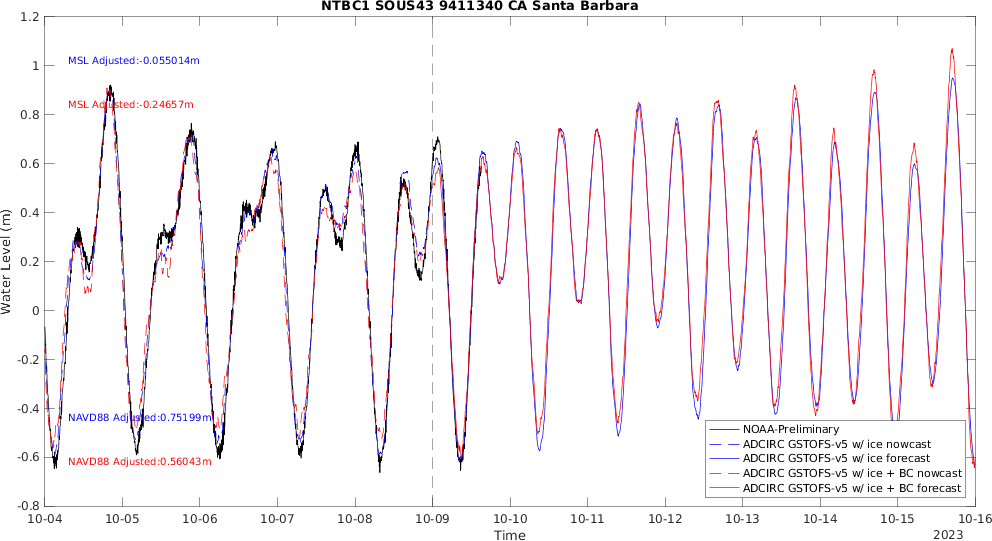 NTBC1 SOUS43 9411340 CA Santa Barbara
1.2
1
0.8
0.6
0.4
0.2
0
-0.2
-0.4
-0.6
-0.8
Water Level (m)
MSL Adjusted:-0.055014m
MSL Adjusted:-0.24657m
NAVD88 Adjusted:0.75199m
NAVD88 Adjusted:0.56043m
NOAA-Preliminary
ADCIRC GSTOFS-v5 w/ ice nowcast
ADCIRC GSTOFS-v5 w/ ice forecast
ADCIRC GSTOFS-v5 w/ ice + BC nowcast
ADCIRC GSTOFS-v5 w/ ice + BC forecast
10-04 10-05 10-06 10-07 10-08 10-09 10-10 10-11 10-12 10-13 10-14 10-15 10-16
Time
2023